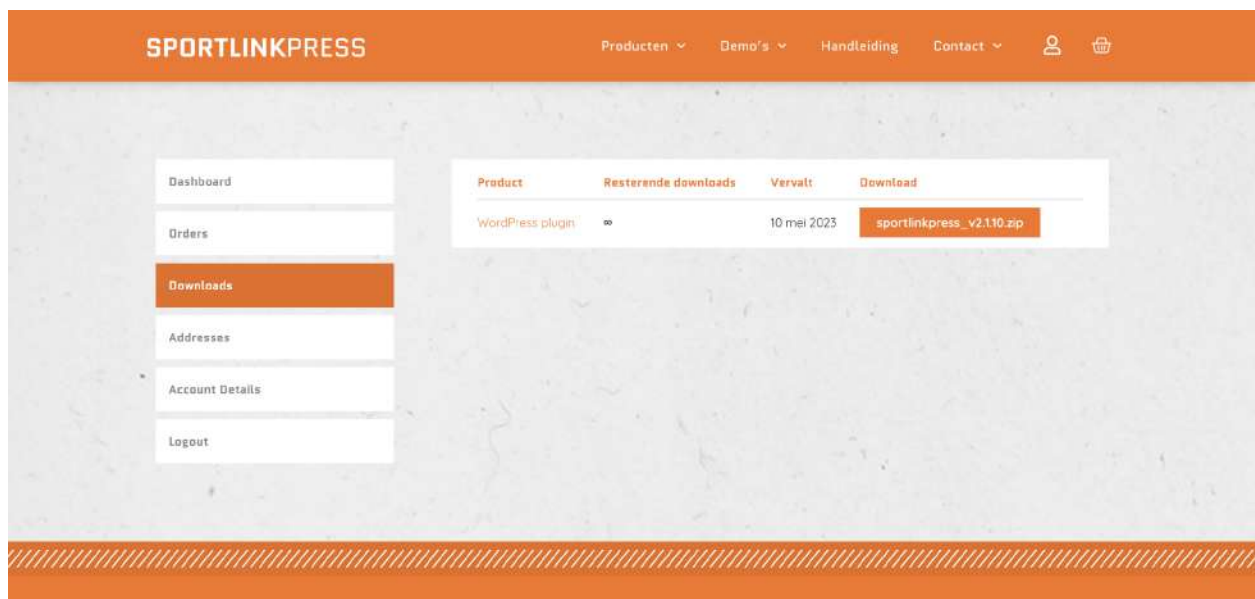 SPORTLINKPRESS
Producten Demo's Handleiding Contact
Dashboard
Orders
Downloads
Addresses
Account Details
Logout
Product Resterende downloads Vervalt Download
WordPress plugin ∞ 10 mei 2023 sportlinkpress_v2.1.10.zip